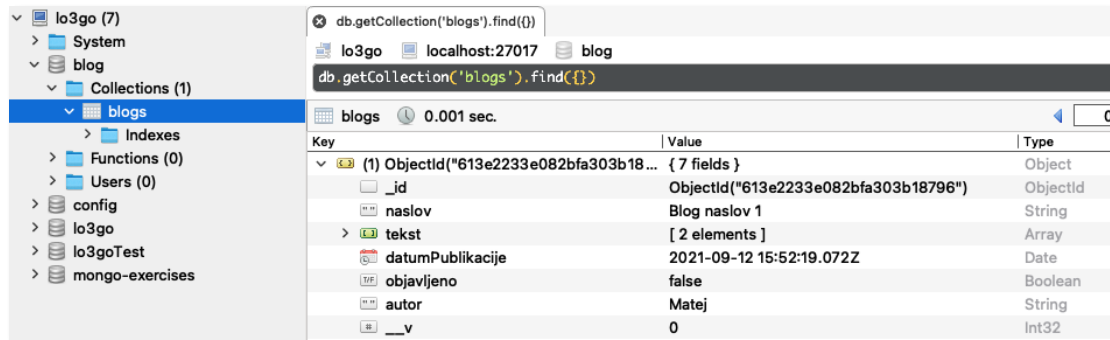 lo3go (7)
System
blog
Collections (1)
blogs
Indexes
Functions (0)
Users (0)
config
lo3go
lo3goTest
mongo-exercises
db.getCollection('blogs').find({})
lo3go localhost:27017 blog
db.getCollection('blogs').find({})
blogs 0.001 sec. 0
Key Value Type
(1) ObjectId("613e2233e082bfa303b18... { 7 fields } Object
_id ObjectId("613e2233e082bfa303b18796") ObjectId
"" naslov Blog naslov 1 String
tekst [ 2 elements ] Array
datumPublikacije 2021-09-12 15:52:19.072Z Date
T/F objavljeno false Boolean
"" autor Matej String
# __v 0 Int32